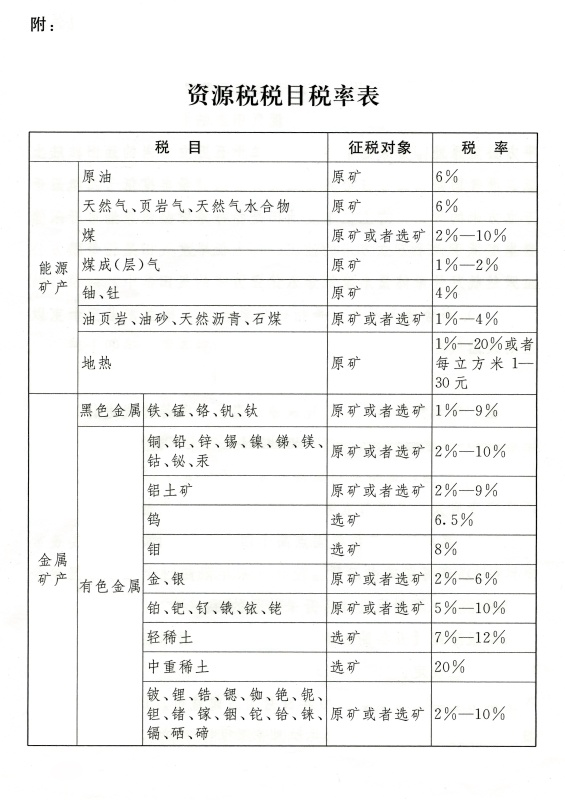 附：
资源税税目税率表
税 目 征税对象 税 率
能源矿产 原油 原矿 6%
天然气、页岩气、天然气水合物 原矿 6%
煤 原矿或者选矿 2%—10%
煤成(层)气 原矿 1%—2%
铀、钍 原矿 4%
油页岩、油砂、天然沥青、石煤 原矿或者选矿 1%—4%
地热 原矿 1%—20%或者
每立方米 1—
30元
金属矿产 黑色金属 铁、锰、铬、钒、钛 原矿或者选矿 1%—9%
有色金属 铜、铅、锌、锡、镍、锑、镁、
钴、铋、汞 原矿或者选矿 2%—10%
铝土矿 原矿或者选矿 2%—9%
钨 选矿 6.5%
钼 选矿 8%
金、银 原矿或者选矿 2%—6%
铂、钯、钌、锇、铱、铑 原矿或者选矿 5%—10%
轻稀土 选矿 7%—12%
中重稀土 选矿 20%
铍、锂、锆、锶、铷、铯、铌、
钽、锗、镓、铟、铊、铪、铼、
镉、硒、碲 原矿或者选矿 2%—10%